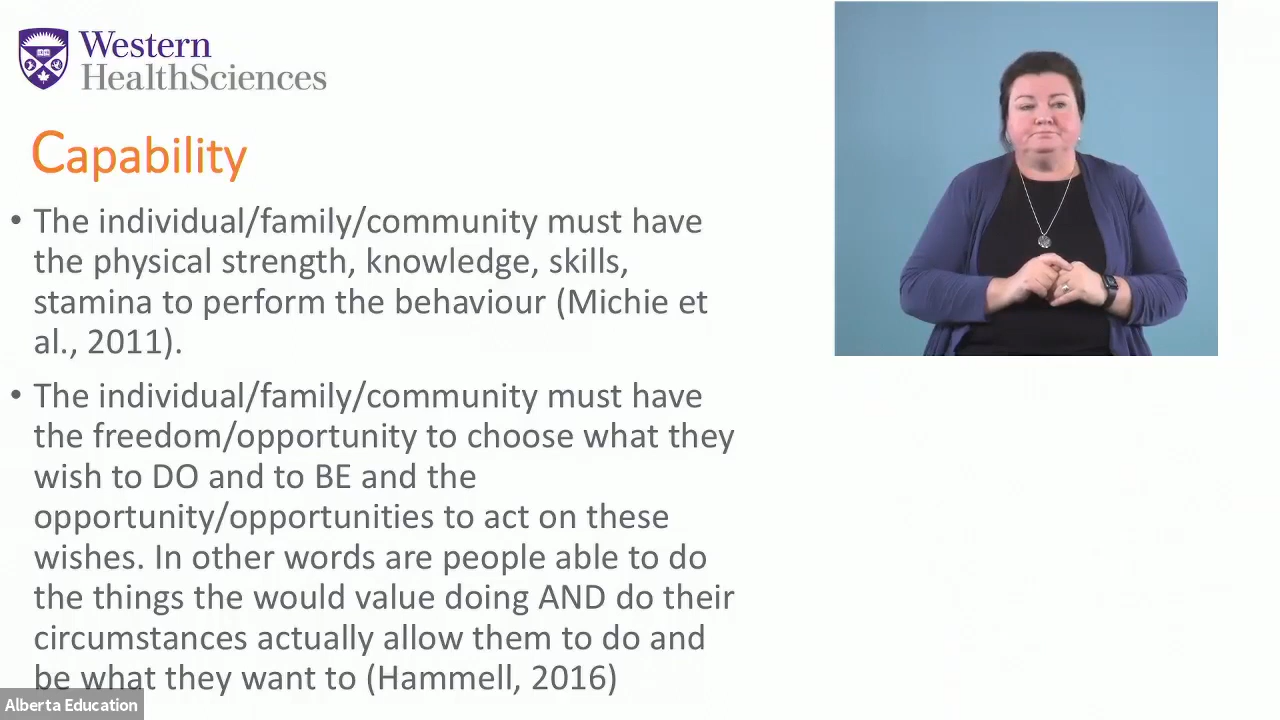 Western
HealthSciences
Capability
• The individual/family/community must have
the physical strength, knowledge, skills,
stamina to perform the behaviour (Michie et
al., 2011).
• The individual/family/community must have
the freedom/opportunity to choose what they
wish to DO and to BE and the
opportunity/opportunities to act on these
wishes. In other words are people able to do
the things the would value doing AND do their
circumstances actually allow them to do and
be what they want to (Hammell, 2016)
Alberta Education